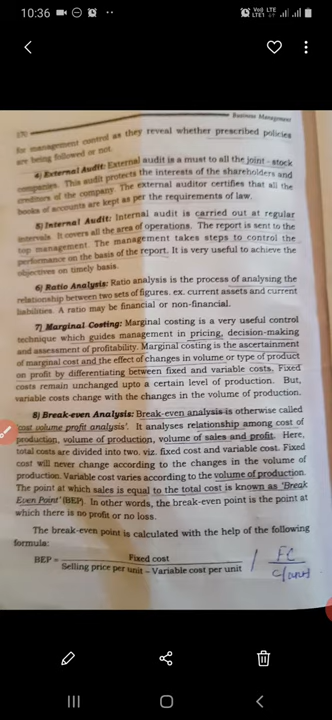 10:36
Vo) LTE
LTE1
170
Business Management
for management control as they reveal whether prescribed policies
are being followed or not.
4) External Audit: External audit is a must to all the joint - stock
companies. This audit protects the interests of the shareholders and
creditors of the company. The external auditor certifies that all the
books of accounts are kept as per the requirements of law.
5) Internal Audit: Internal audit is carried out at regular
intervals. It covers all the area of operations. The report is sent to the
top management. The management takes steps to control the
performance on the basis of the report. It is very useful to achieve the
objectives on timely basis.
6) Ratio Analysis: Ratio analysis is the process of analysing the
relationship between two sets of figures. ex. current assets and current
liabilities. A ratio may be financial or non-financial.
7) Marginal Costing: Marginal costing is a very useful control
technique which guides management in pricing, decision-making
and assessment of profitability. Marginal costing is the ascertainment
of marginal cost and the effect of changes in volume or type of product
on profit by differentiating between fixed and variable costs. Fixed
costs remain unchanged upto a certain level of production. But,
variable costs change with the changes in the volume of production.
8) Break-even Analysis: Break-even analysis is otherwise called
'cost volume profit analysis'. It analyses relationship among cost of
production, volume of production, volume of sales and profit. Here,
total costs are divided into two. viz. fixed cost and variable cost. Fixed
cost will never change according to the changes in the volume of
production. Variable cost varies according to the volume of production.
The point at which sales is equal to the total cost is known as 'Break
Even Point' (BEP). In other words, the break-even point is the point at
which there is no profit or no loss.
The break-even point is calculated with the help of the following
formula:
BEP = Fixed cost / FC
Selling price per unit – Variable cost per unit C/unit